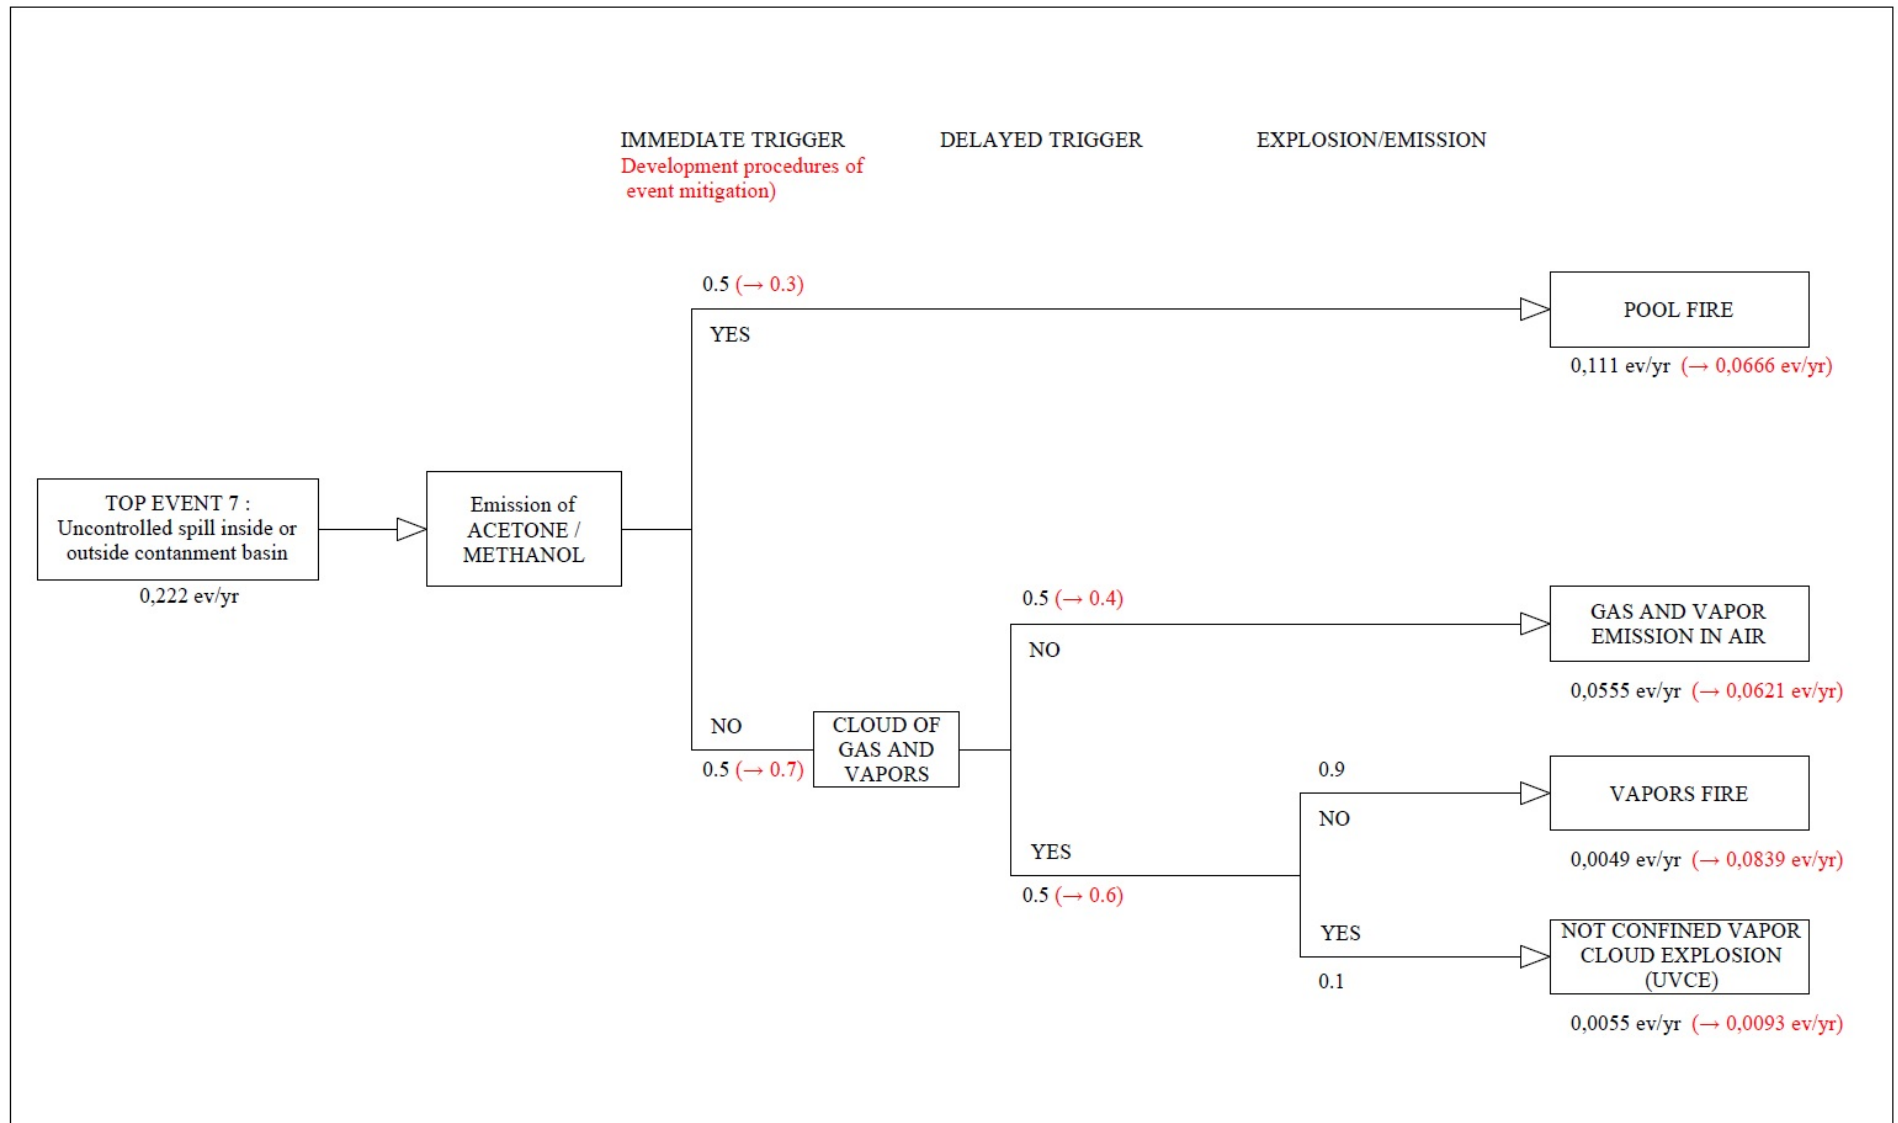 IMMEDIATE TRIGGER
Development procedures of
event mitigation)
DELAYED TRIGGER
EXPLOSION/EMISSION
0.5 (→ 0.3)
YES
POOL FIRE
0,111 ev/yr (→ 0,0666 ev/yr)
TOP EVENT 7 :
Uncontrolled spill inside or
outside contanment basin
0,222 ev/yr
Emission of
ACETONE /
METHANOL
NO
0.5 (→ 0.7)
CLOUD OF
GAS AND
VAPORS
0.5 (→ 0.4)
NO
GAS AND VAPOR
EMISSION IN AIR
0,0555 ev/yr (→ 0,0621 ev/yr)
YES
0.5 (→ 0.6)
0.9
NO
VAPORS FIRE
0,0049 ev/yr (→ 0,0839 ev/yr)
YES
0.1
NOT CONFINED VAPOR
CLOUD EXPLOSION
(UVCE)
0,0055 ev/yr (→ 0,0093 ev/yr)